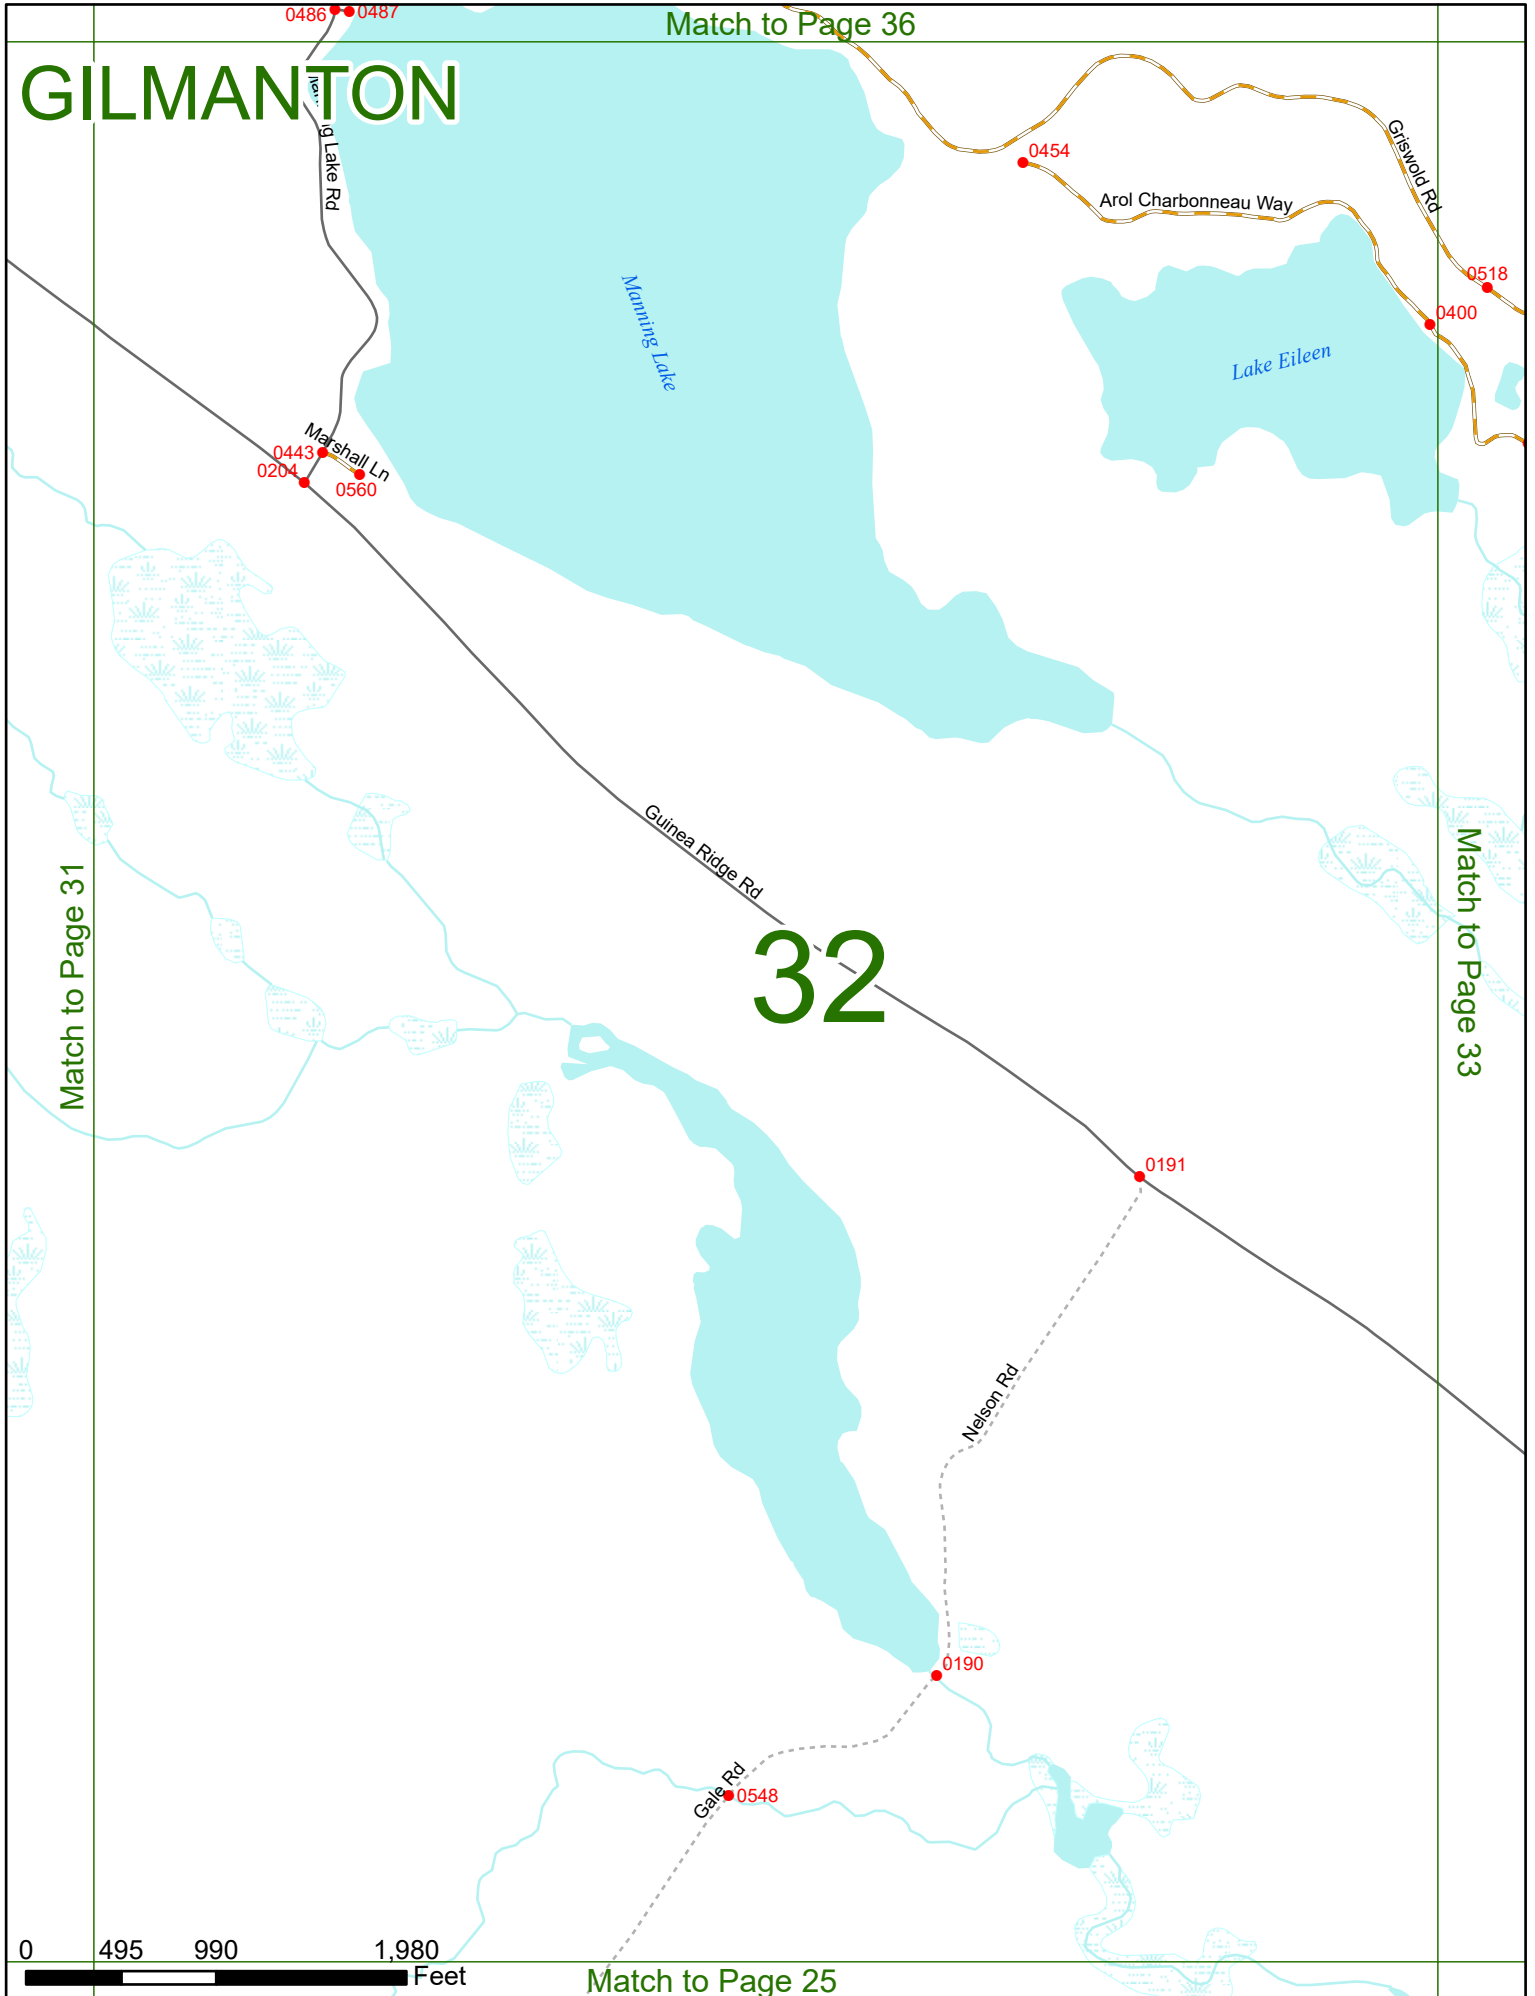 0486
0487
Match to Page 36
GILMANTON
Lake Rd
0454
Griswold Rd
Arol Charbonneau Way
0518
0400
Manning Lake
Lake Eileen
Marshall Ln
0443
0204
0560
Guinea Ridge Rd
Match to Page 31
32
Match to Page 33
0191
Nelson Rd
0190
Gale Rd
0548
0 495 990 1,980
Feet
Match to Page 25